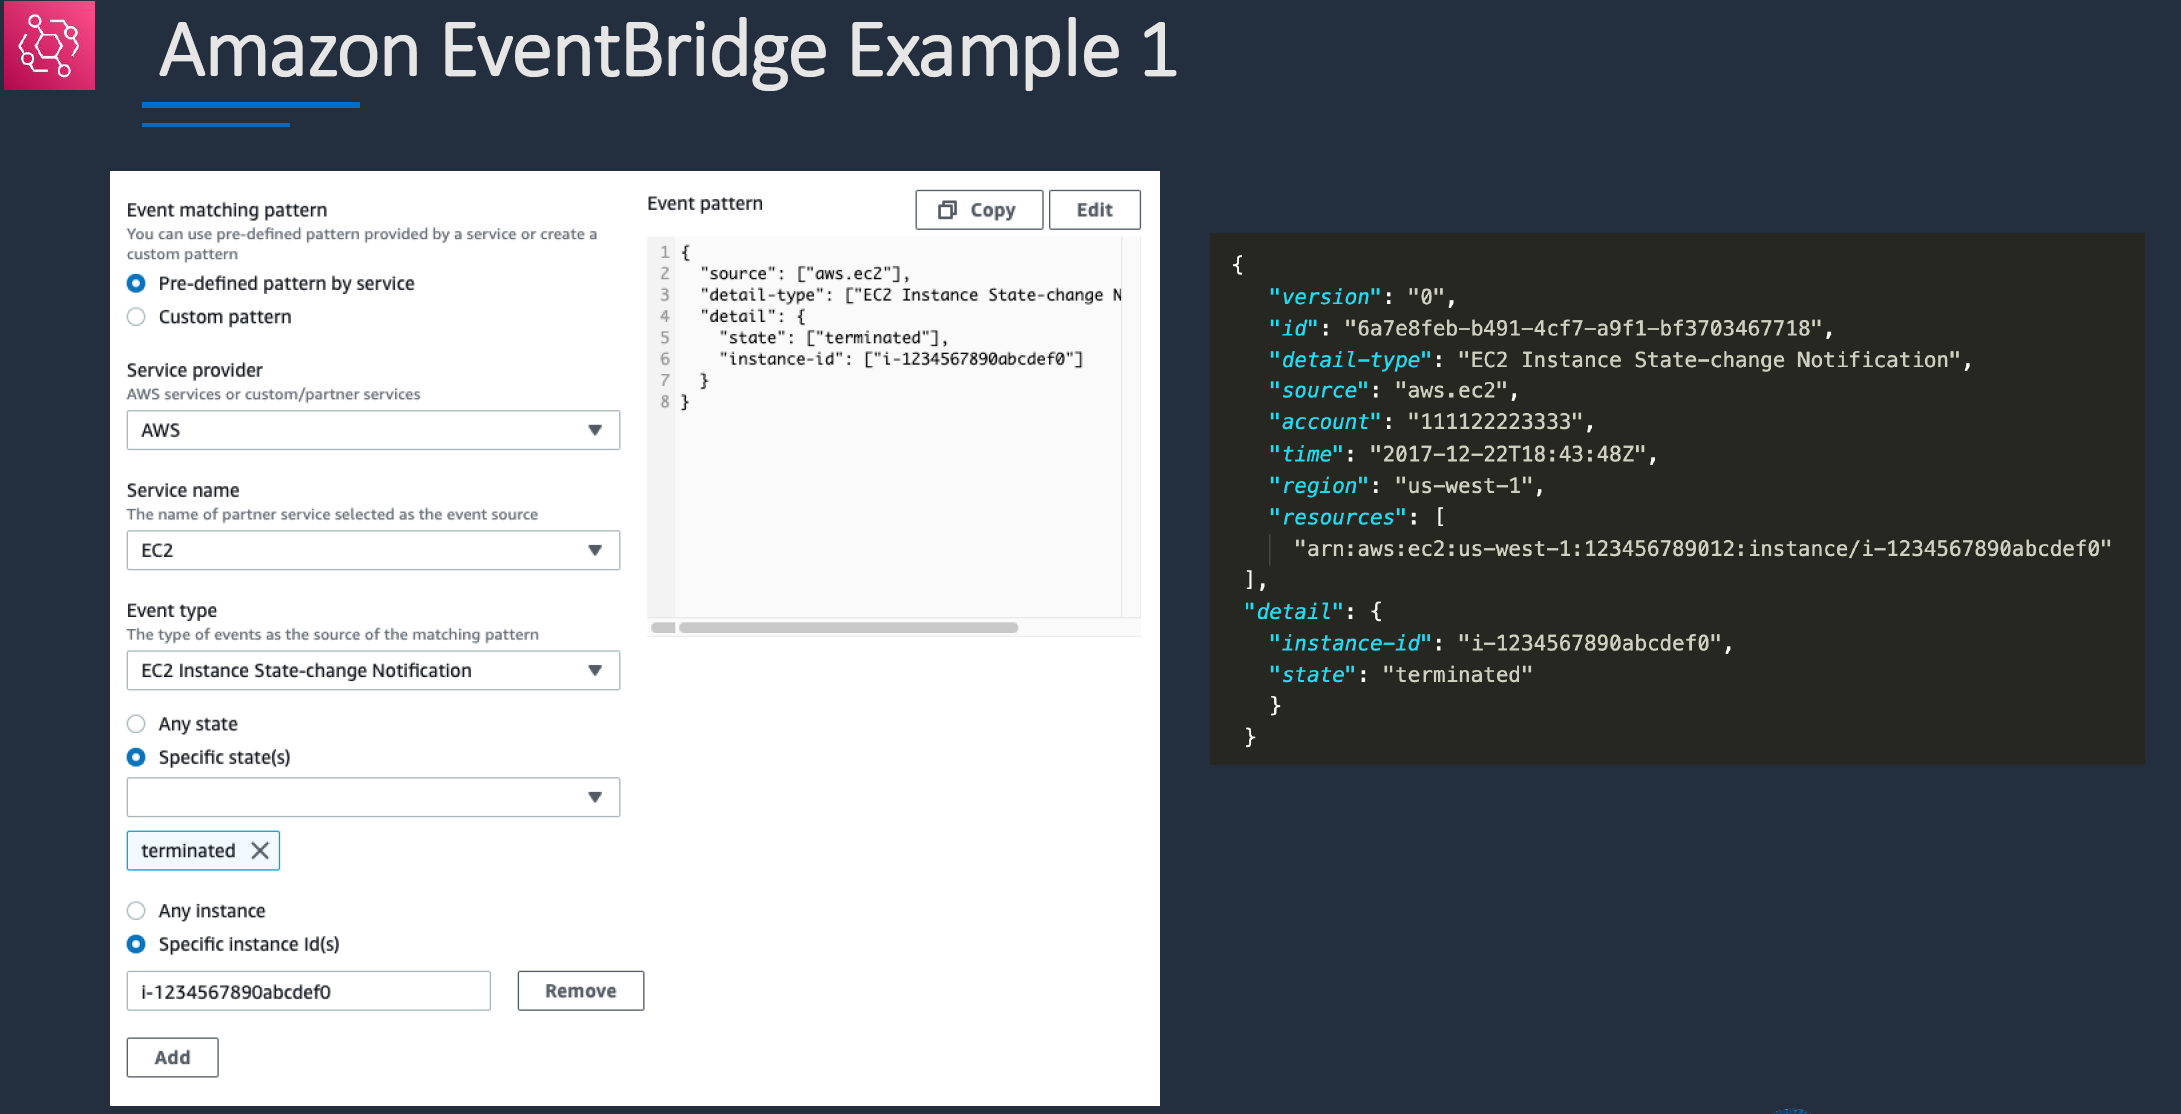 Amazon EventBridge Example 1
Event matching pattern
You can use pre-defined pattern provided by a service or create a
custom pattern
Pre-defined pattern by service
Custom pattern
Service provider
AWS services or custom/partner services
AWS
Service name
The name of partner service selected as the event source
EC2
Event type
The type of events as the source of the matching pattern
EC2 Instance State-change Notification
Any state
Specific state(s)
terminated
Any instance
Specific instance Id(s)
i-1234567890abcdef0
Remove
Add
Event pattern
Copy
Edit
1 {
2 "source": ["aws.ec2"],
3 "detail-type": ["EC2 Instance State-change N
4 "detail": {
5 "state": ["terminated"],
6 "instance-id": ["i-1234567890abcdef0"]
7 }
8 }
{
"version": "0",
"id": "6a7e8feb-b491-4cf7-a9f1-bf3703467718",
"detail-type": "EC2 Instance State-change Notification",
"source": "aws.ec2",
"account": "111122223333",
"time": "2017-12-22T18:43:48Z",
"region": "us-west-1",
"resources": [
"arn:aws:ec2:us-west-1:123456789012:instance/i-1234567890abcdef0"
],
"detail": {
"instance-id": "i-1234567890abcdef0",
"state": "terminated"
}
}